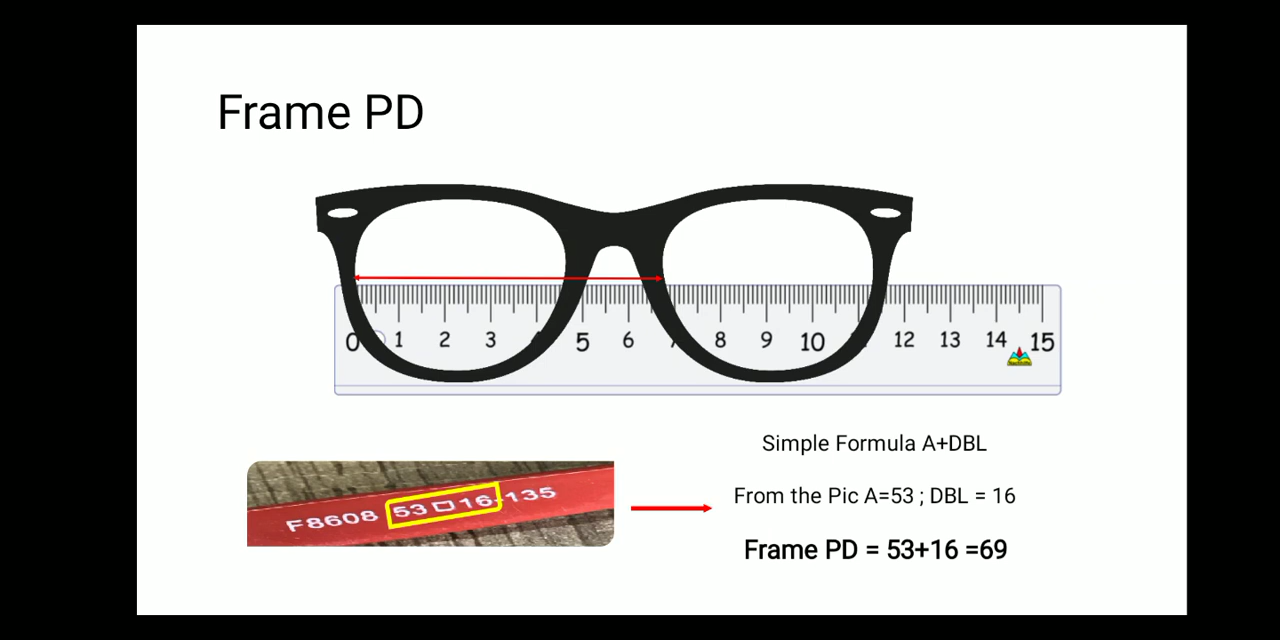 Frame PD
0 1 2 3 5 6 8 9 10 12 13 14 15
Simple Formula A+DBL
F8608 53□16-135
From the Pic A=53 ; DBL = 16
Frame PD = 53+16 =69